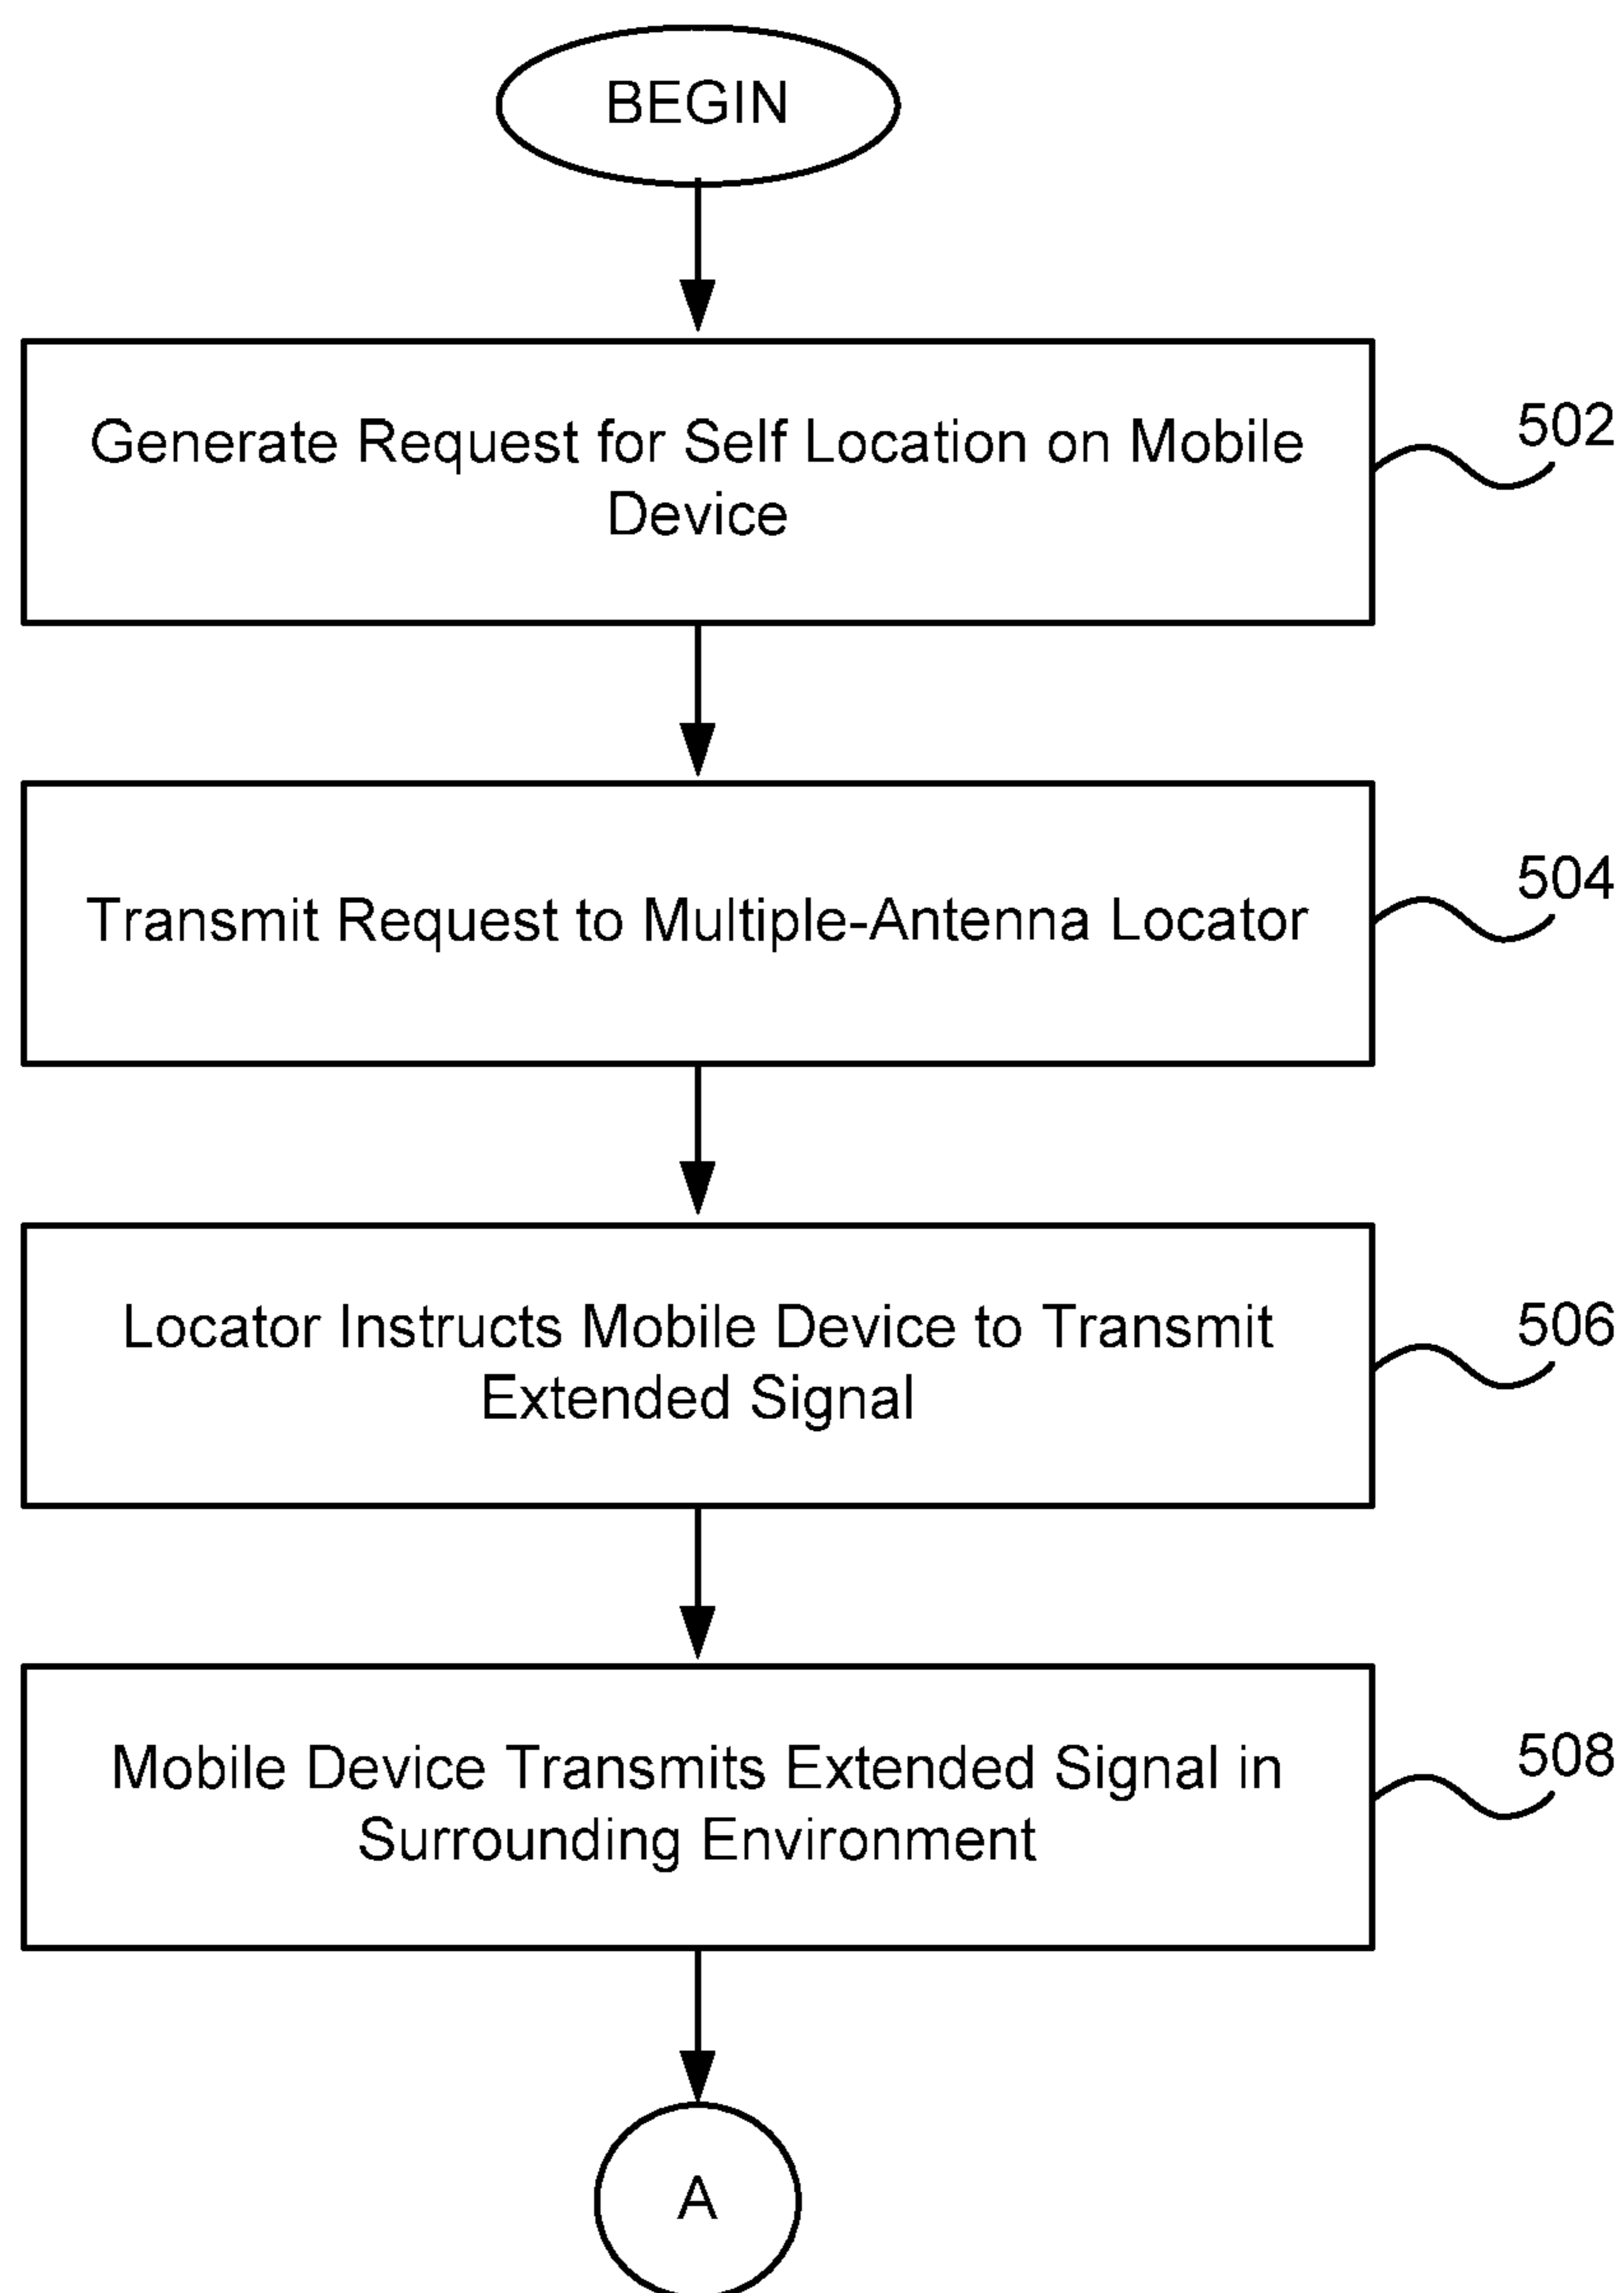 BEGIN
Generate Request for Self Location on Mobile
Device
502
Transmit Request to Multiple-Antenna Locator
504
Locator Instructs Mobile Device to Transmit
Extended Signal
506
Mobile Device Transmits Extended Signal in
Surrounding Environment
508
A